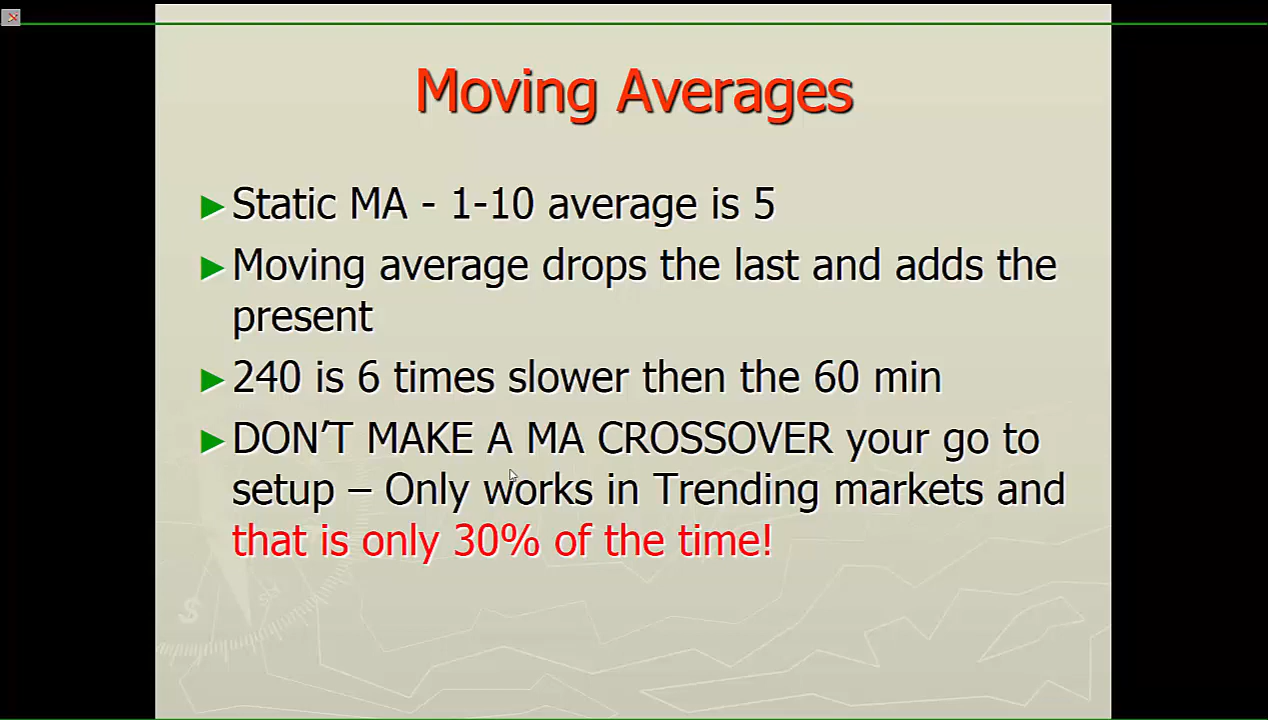 Moving Averages
Static MA - 1-10 average is 5
Moving average drops the last and adds the
present
240 is 6 times slower then the 60 min
DON'T MAKE A MA CROSSOVER your go to
setup – Only works in Trending markets and
that is only 30% of the time!
S
SH